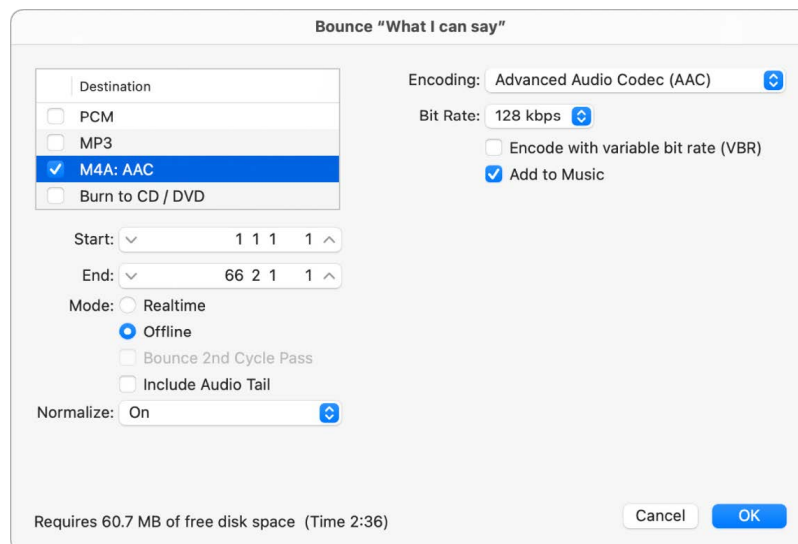 Bounce “What I can say”
Destination
PCM
MP3
M4A: AAC
Burn to CD / DVD
Start: 1 1 1 1
End: 66 2 1 1
Mode: Realtime
Offline
Bounce 2nd Cycle Pass
Include Audio Tail
Normalize: On
Encoding: Advanced Audio Codec (AAC)
Bit Rate: 128 kbps
Encode with variable bit rate (VBR)
Add to Music
Requires 60.7 MB of free disk space (Time 2:36)
Cancel OK